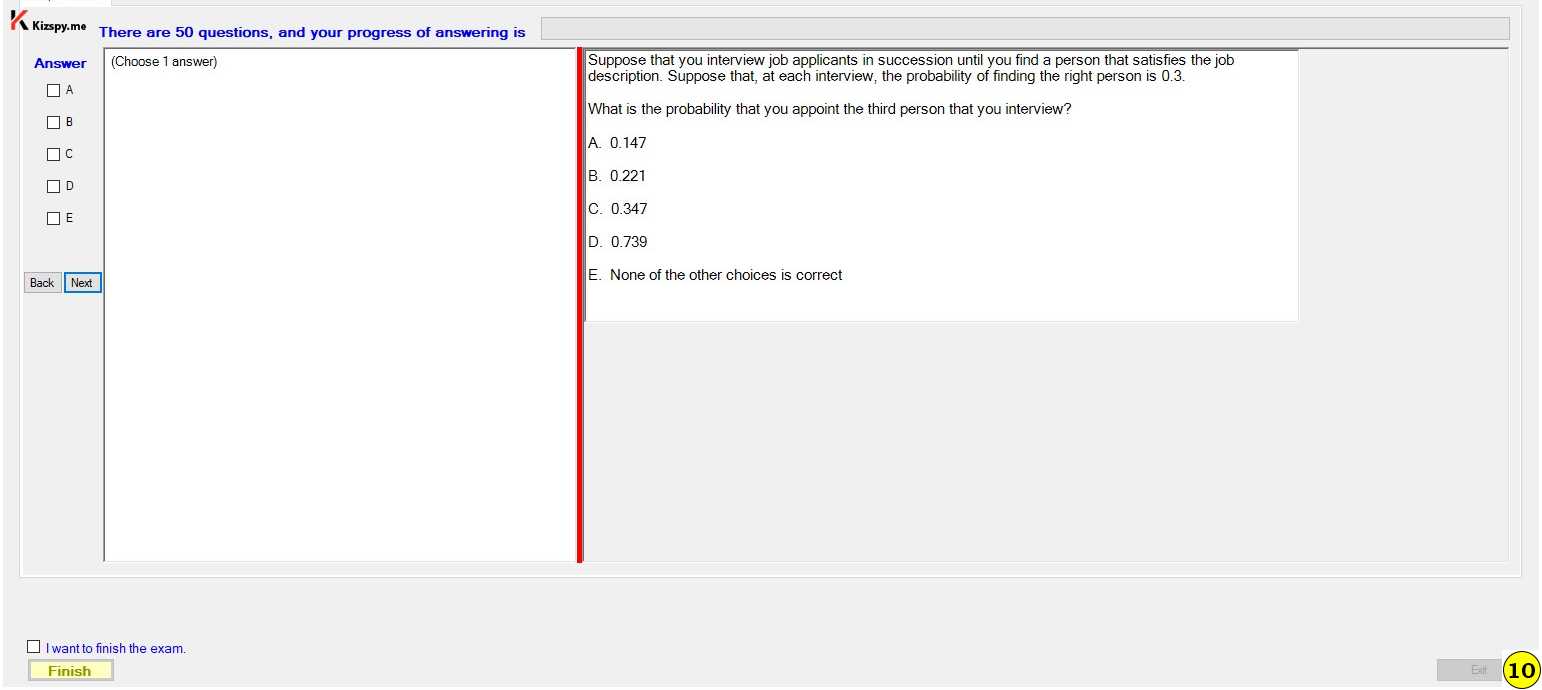 Kizspy.me
There are 50 questions, and your progress of answering is
Answer
A
B
C
D
E
Back Next
(Choose 1 answer)
Suppose that you interview job applicants in succession until you find a person that satisfies the job
description. Suppose that, at each interview, the probability of finding the right person is 0.3.
What is the probability that you appoint the third person that you interview?
A. 0.147
B. 0.221
C. 0.347
D. 0.739
E. None of the other choices is correct
I want to finish the exam.
Finish
Exit
10